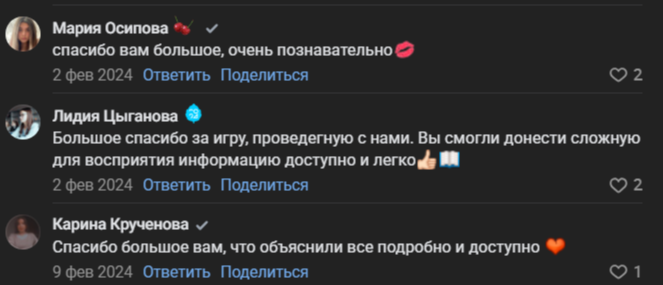 Мария Осипова
спасибо вам большое, очень познавательно
2 фев 2024 Ответить Поделиться 2
Лидия Цыганова
Большое спасибо за игру, проведегную с нами. Вы смогли донести сложную
для восприятия информацию доступно и легко
2 фев 2024 Ответить Поделиться 2
Карина Крученова
Спасибо большое вам, что объяснили все подробно и доступно
9 фев 2024 Ответить Поделиться 1